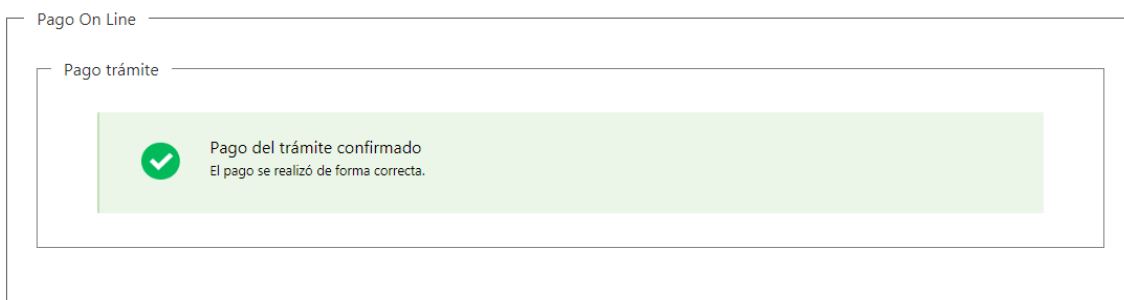 Pago On Line
Pago trámite
Pago del trámite confirmado
El pago se realizó de forma correcta.